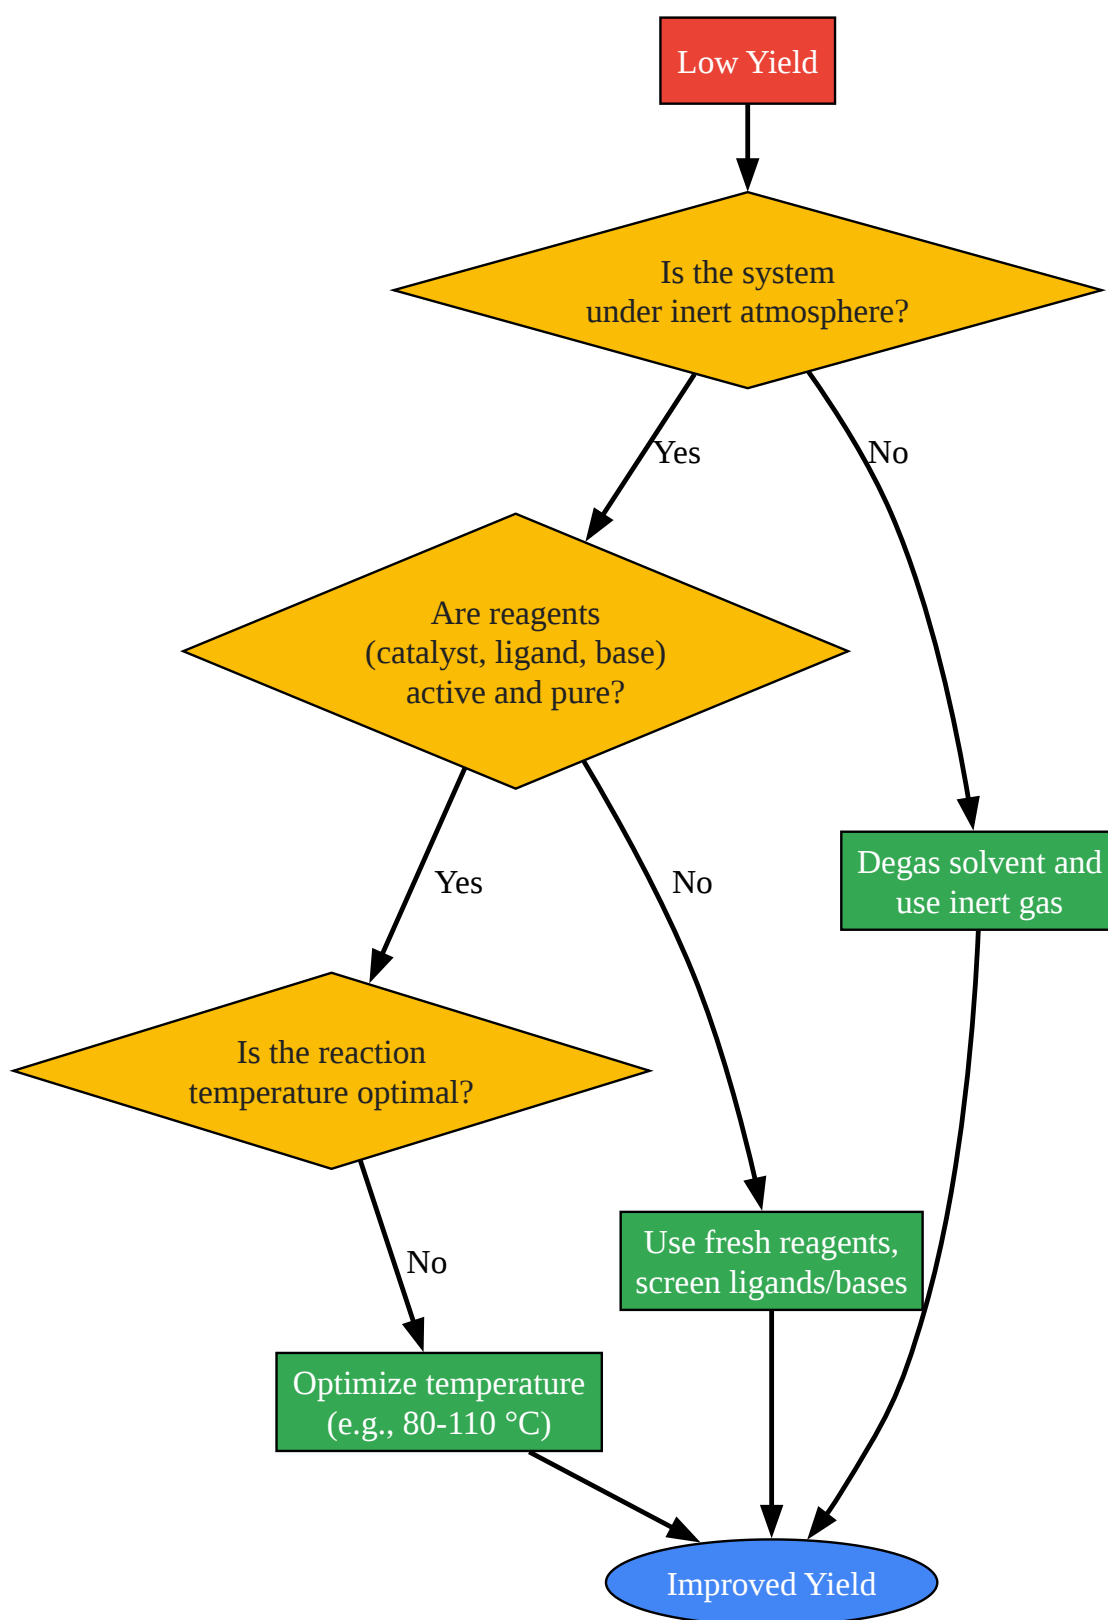 Low Yield
Is the system
under inert atmosphere?
Yes
No
Are reagents
(catalyst, ligand, base)
active and pure?
Degas solvent and
use inert gas
Yes
No
Is the reaction
temperature optimal?
Use fresh reagents,
screen ligands/bases
No
Optimize temperature
(e.g., 80-110 °C)
Improved Yield